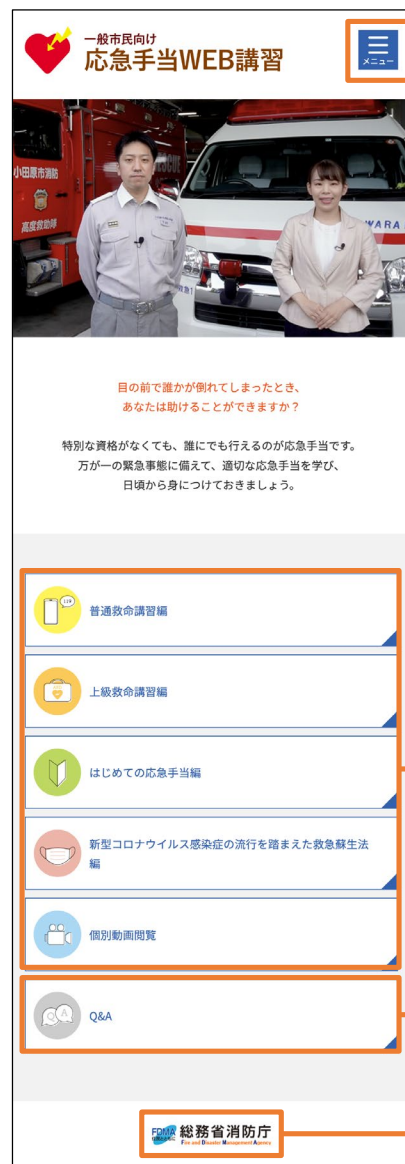 一般市民向け
応急手当WEB講習
メニュー
小田原市消防
高度救助隊
RESCUE
WARA
目の前で誰かが倒れてしまったとき、
あなたは助けることができますか？
特別な資格がなくても、誰にでも行えるのが応急手当です。
万が一の緊急事態に備えて、適切な応急手当を学び、
日頃から身につけておきましょう。
119
普通救命講習編
上級救命講習編
はじめての応急手当編
新型コロナウイルス感染症の流行を踏まえた救急蘇生法
編
個別動画閲覧
Q A
Q&A
FDMA
住民とともに
総務省消防庁
Fire and Disaster Management Agency